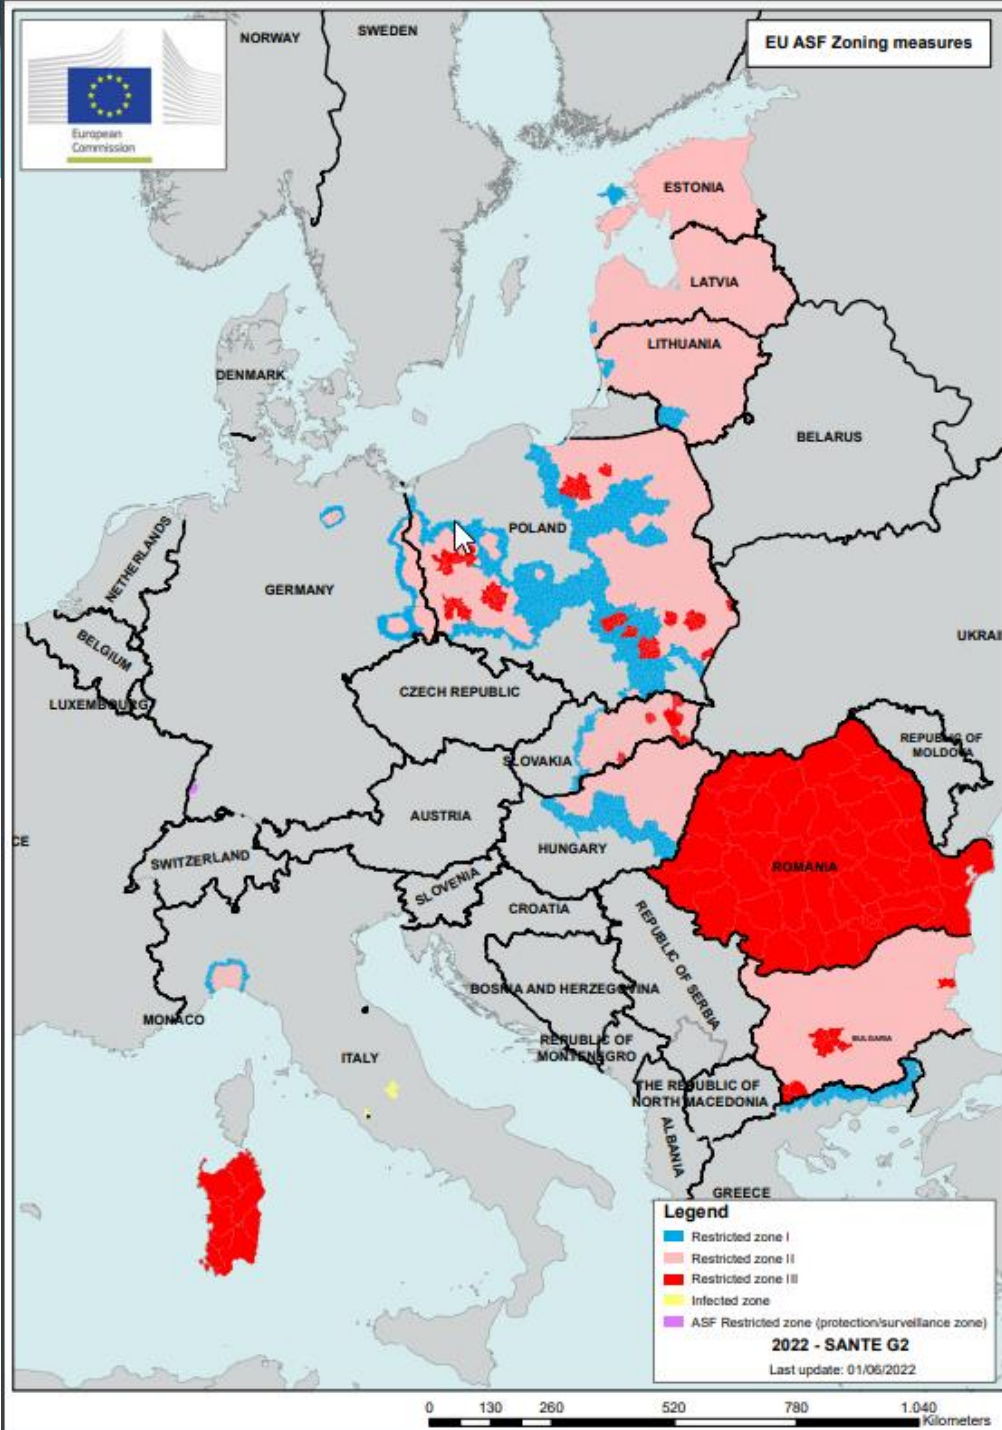 EU ASF Zoning measures
European
Commission
NORWAY
SWEDEN
ESTONIA
LATVIA
LITHUANIA
DENMARK
BELARUS
NETHERLANDS
POLAND
GERMANY
BELGIUM
UKRAI
LUXEMBOURG
CZECH REPUBLIC
REPUBLIC OF
MOLDOVA
SLOVAKIA
AUSTRIA
CE
HUNGARY
SWITZERLAND
ROMANIA
SLOVENIA
CROATIA
REPUBLIC OF SERBIA
BOSNIA AND HERZEGOVINA
MONACO
REPUBLIC OF
MONTENEGRO
BULGARIA
ITALY
THE REPUBLIC OF
NORTH MACEDONIA
ALBANIA
GREECE
Legend
Restricted zone I
Restricted zone II
Restricted zone III
Infected zone
ASF Restricted zone (protection/surveillance zone)
2022 - SANTE G2
Last update: 01/06/2022
0 130 260 520 780 1.040
Kilometers